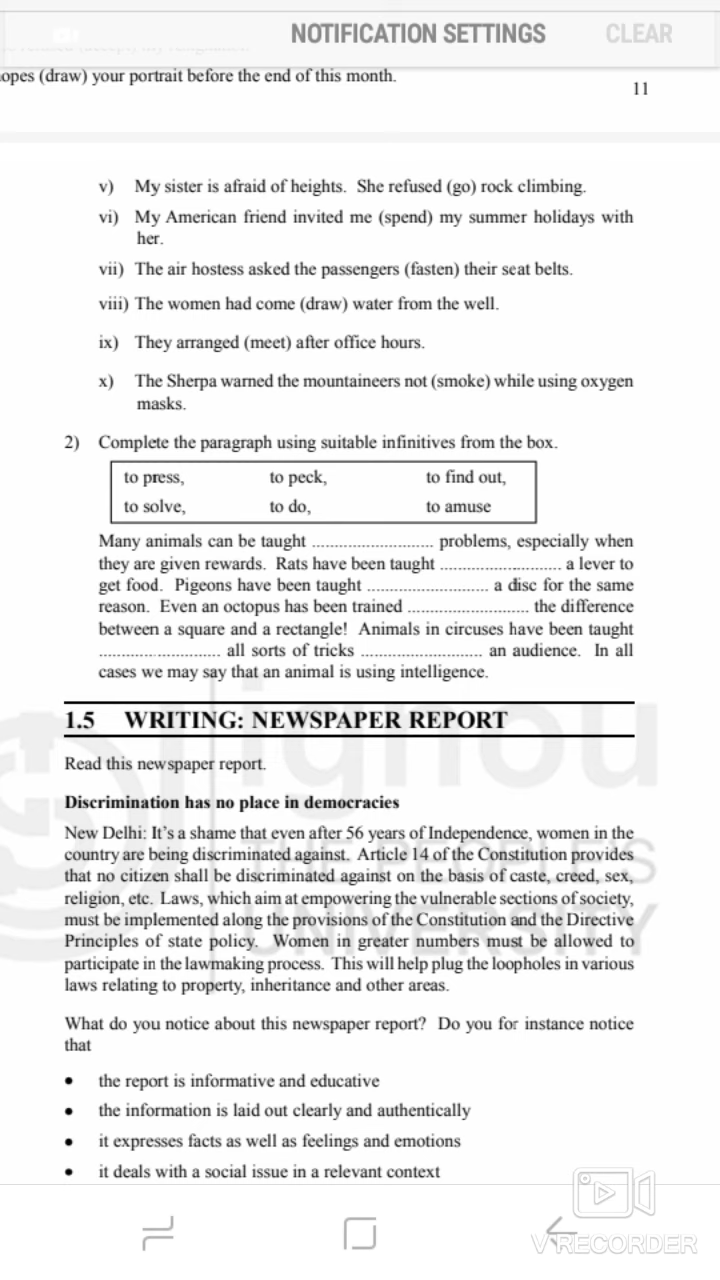 NOTIFICATION SETTINGS CLEAR
opes (draw) your portrait before the end of this month.
11
v) My sister is afraid of heights. She refused (go) rock climbing.
vi) My American friend invited me (spend) my summer holidays with
her.
vii) The air hostess asked the passengers (fasten) their seat belts.
viii) The women had come (draw) water from the well.
ix) They arranged (meet) after office hours.
x) The Sherpa warned the mountaineers not (smoke) while using oxygen
masks.
2) Complete the paragraph using suitable infinitives from the box.
to press, to peck, to find out,
to solve, to do, to amuse
Many animals can be taught ........................ problems, especially when
they are given rewards. Rats have been taught ........................ a lever to
get food. Pigeons have been taught ........................ a disc for the same
reason. Even an octopus has been trained ........................ the difference
between a square and a rectangle! Animals in circuses have been taught
........................ all sorts of tricks ........................ an audience. In all
cases we may say that an animal is using intelligence.
1.5 WRITING: NEWSPAPER REPORT
Read this newspaper report.
Discrimination has no place in democracies
New Delhi: It's a shame that even after 56 years of Independence, women in the
country are being discriminated against. Article 14 of the Constitution provides
that no citizen shall be discriminated against on the basis of caste, creed, sex,
religion, etc. Laws, which aim at empowering the vulnerable sections of society,
must be implemented along the provisions of the Constitution and the Directive
Principles of state policy. Women in greater numbers must be allowed to
participate in the lawmaking process. This will help plug the loopholes in various
laws relating to property, inheritance and other areas.
What do you notice about this newspaper report? Do you for instance notice
that
• the report is informative and educative
• the information is laid out clearly and authentically
• it expresses facts as well as feelings and emotions
• it deals with a social issue in a relevant context
ignou
THE PEOPLE'S
UNIVERSITY
V RECORDER